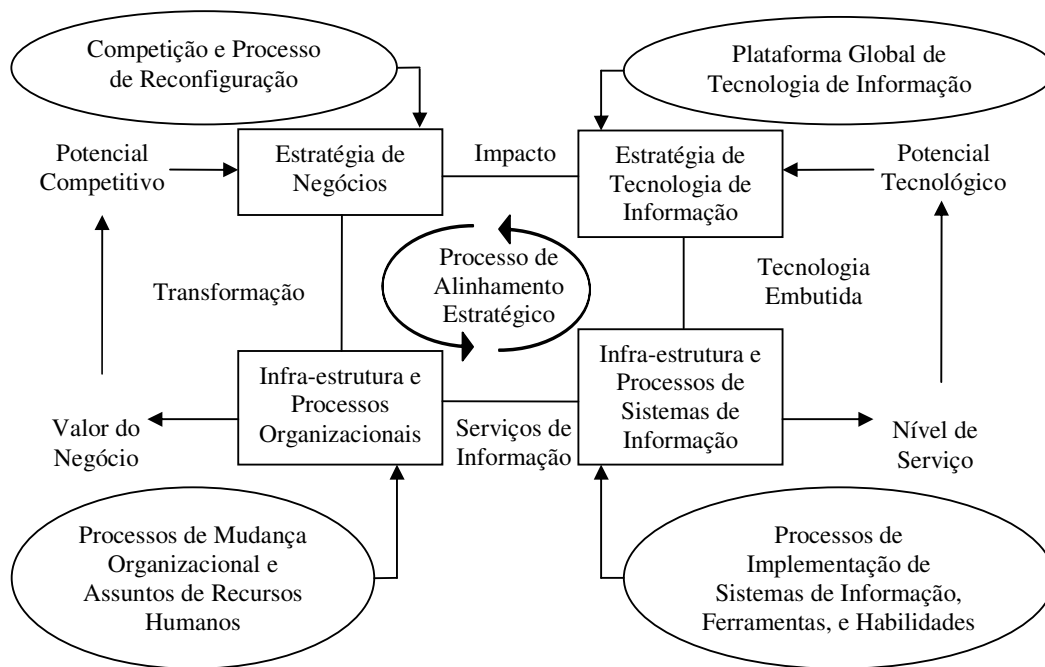 Competição e Processo
de Reconfiguração
Plataforma Global de
Tecnologia de Informação
Potencial
Competitivo
Estratégia de
Negócios
Impacto
Estratégia de
Tecnologia de
Informação
Potencial
Tecnológico
Transformação
Processo de
Alinhamento
Estratégico
Tecnologia
Embutida
Valor do
Negócio
Infra-estrutura e
Processos
Organizacionais
Serviços de
Informação
Infra-estrutura e
Processos de
Sistemas de
Informação
Nível de
Serviço
Processos de Mudança
Organizacional e
Assuntos de Recursos
Humanos
Processos de
Implementação de
Sistemas de Informação,
Ferramentas, e Habilidades